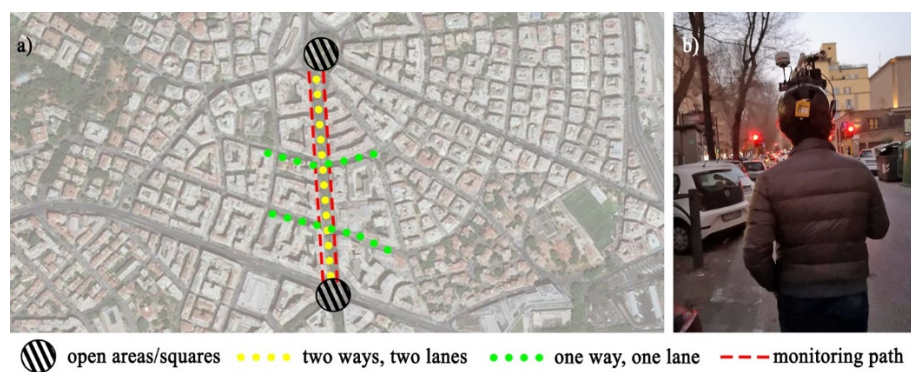 a)
b)
open areas/squares two ways, two lanes one way, one lane monitoring path